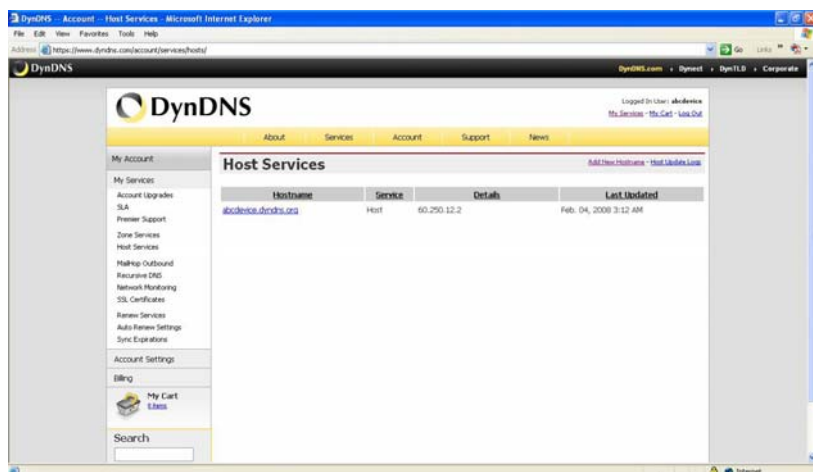 DynDNS -- Account -- Host Services - Microsoft Internet Explorer
File Edit View Favorites Tools Help
Address https://www.dyndns.com/account/services/hosts/ Go Links
DynDNS DynDNS.com Dynect DynTLD Corporate
DynDNS
Logged In User: abcdevice
My Services - My Cart - Log Out
About Services Account Support News
My Account
My Services
Account Upgrades
SLA
Premier Support
Zone Services
Host Services
MailHop Outbound
Recursive DNS
Network Monitoring
SSL Certificates
Renew Services
Auto Renew Settings
Sync Expirations
Account Settings
Billing
My Cart
0 items
Search
Host Services
Add New Hostname - Host Update Logs
Hostname Service Details Last Updated
abcdevice.dyndns.org Host 60.250.12.2 Feb. 04, 2008 3:12 AM
Internet